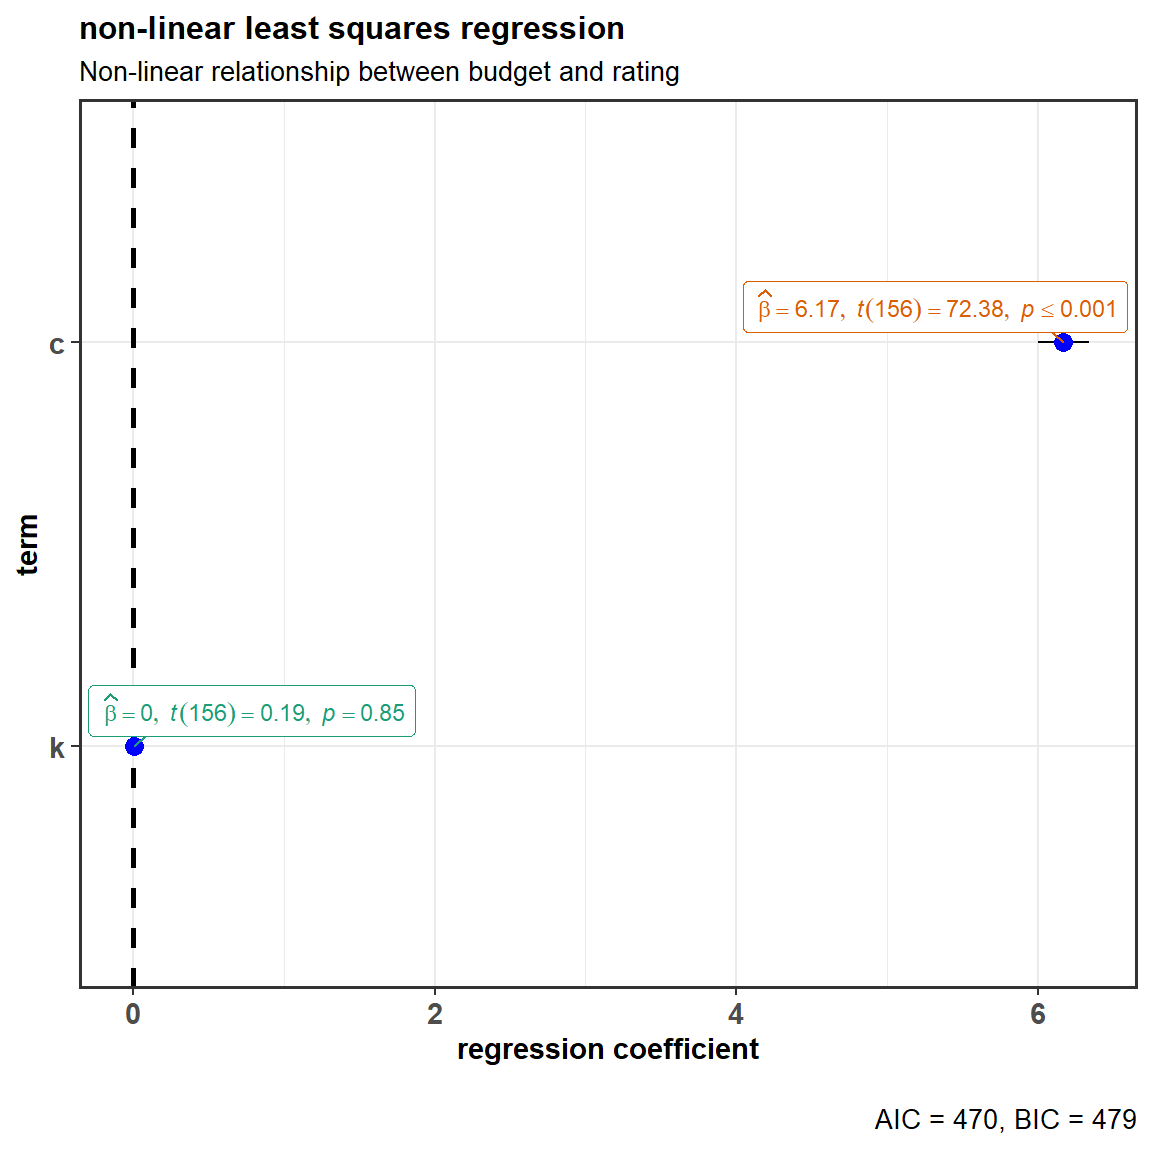 non-linear least squares regression
Non-linear relationship between budget and rating
β̂ = 6.17, t(156) = 72.38, p ≤ 0.001
c
term
β̂ = 0, t(156) = 0.19, p = 0.85
k
0 2 4 6
regression coefficient
AIC = 470, BIC = 479